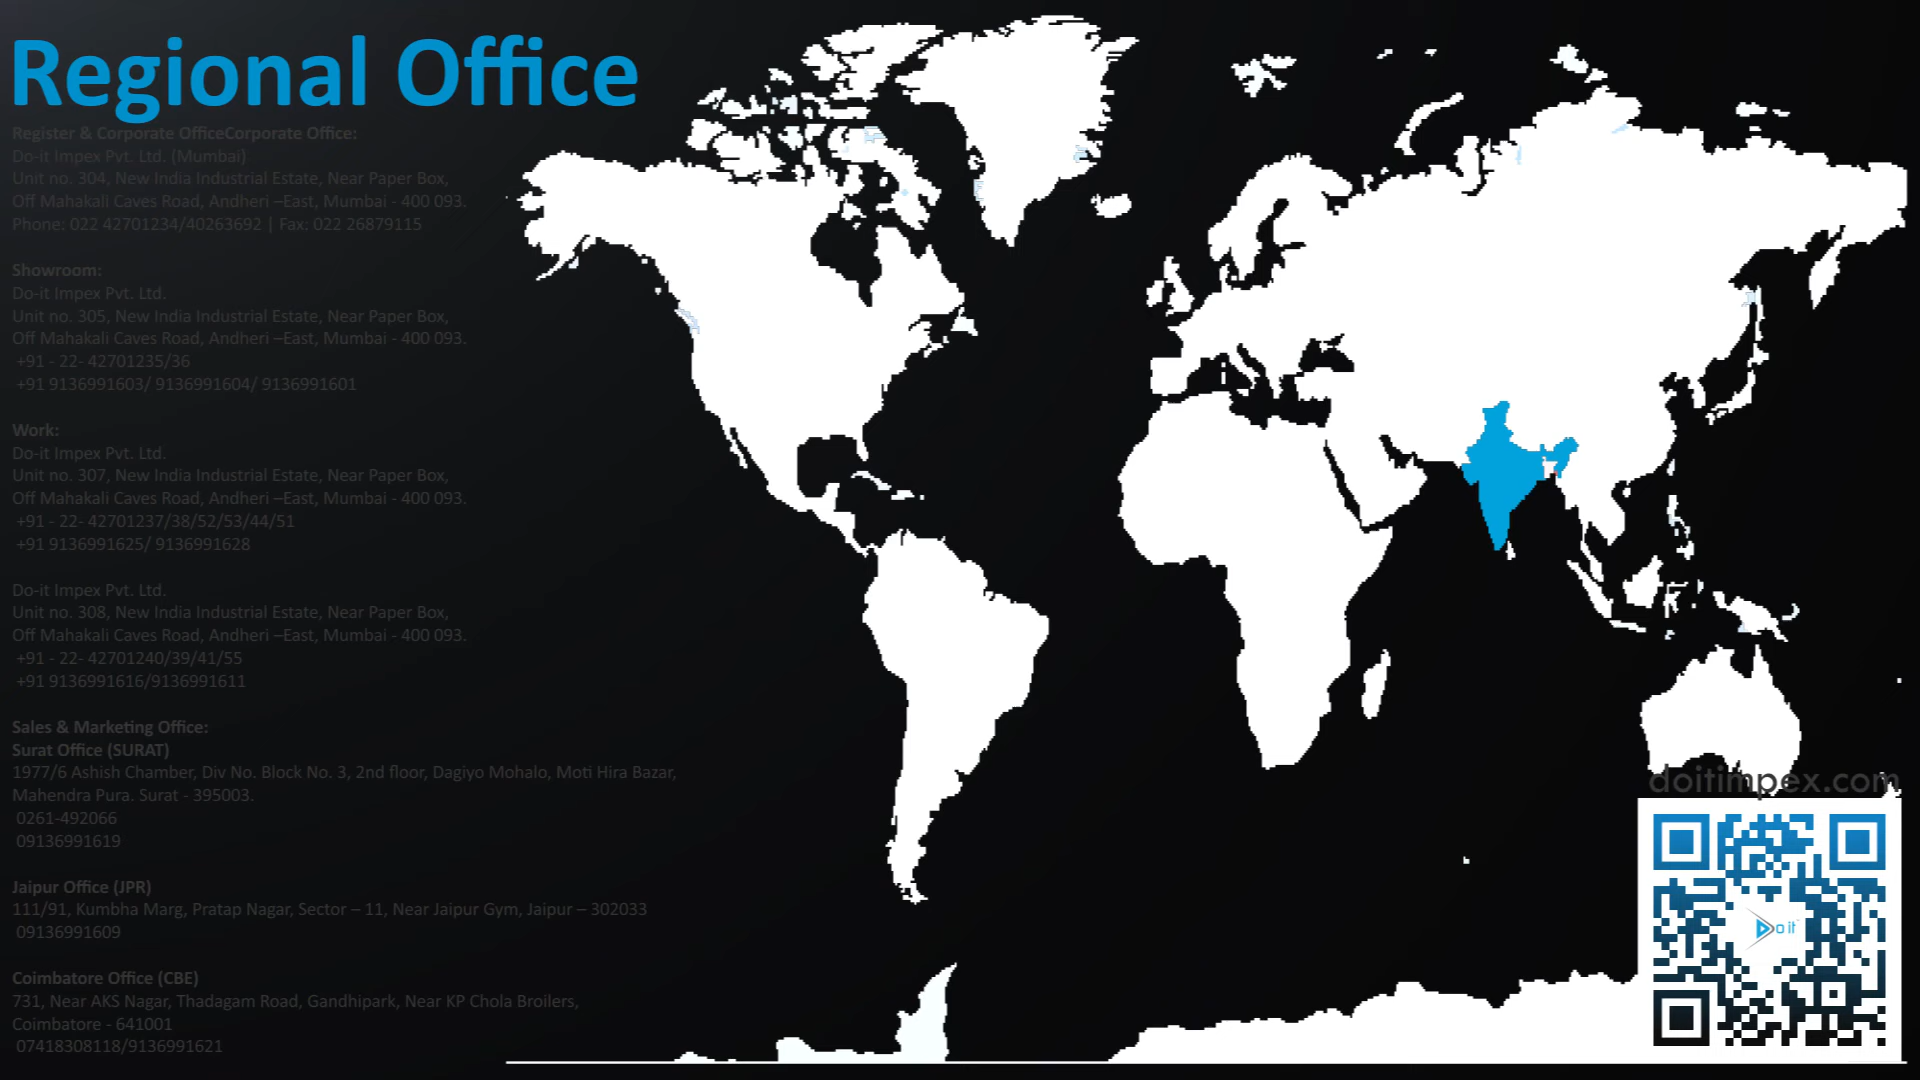 Regional Office
Register & Corporate OfficeCorporate Office:
Do-it Impex Pvt. Ltd. (Mumbai)
Unit no. 304, New India Industrial Estate, Near Paper Box,
Off Mahakali Caves Road, Andheri –East, Mumbai - 400 093.
Phone: 022 42701234/40263692 | Fax: 022 26879115
Showroom:
Do-it Impex Pvt. Ltd.
Unit no. 305, New India Industrial Estate, Near Paper Box,
Off Mahakali Caves Road, Andheri –East, Mumbai - 400 093.
+91 - 22- 42701235/36
+91 9136991603/ 9136991604/ 9136991601
Work:
Do-it Impex Pvt. Ltd.
Unit no. 307, New India Industrial Estate, Near Paper Box,
Off Mahakali Caves Road, Andheri –East, Mumbai - 400 093.
+91 - 22- 42701237/38/52/53/44/51
+91 9136991625/ 9136991628
Do-it Impex Pvt. Ltd.
Unit no. 308, New India Industrial Estate, Near Paper Box,
Off Mahakali Caves Road, Andheri –East, Mumbai - 400 093.
+91 - 22- 42701240/39/41/55
+91 9136991616/9136991611
Sales & Marketing Office:
Surat Office (SURAT)
1977/6 Ashish Chamber, Div No. Block No. 3, 2nd floor, Dagiyo Mohalo, Moti Hira Bazar,
Mahendra Pura. Surat - 395003.
0261-492066
09136991619
Jaipur Office (JPR)
111/91, Kumbha Marg, Pratap Nagar, Sector – 11, Near Jaipur Gym, Jaipur – 302033
09136991609
Coimbatore Office (CBE)
731, Near AKS Nagar, Thadagam Road, Gandhipark, Near KP Chola Broilers,
Coimbatore - 641001
07418308118/9136991621
doitimpex.com
Do it